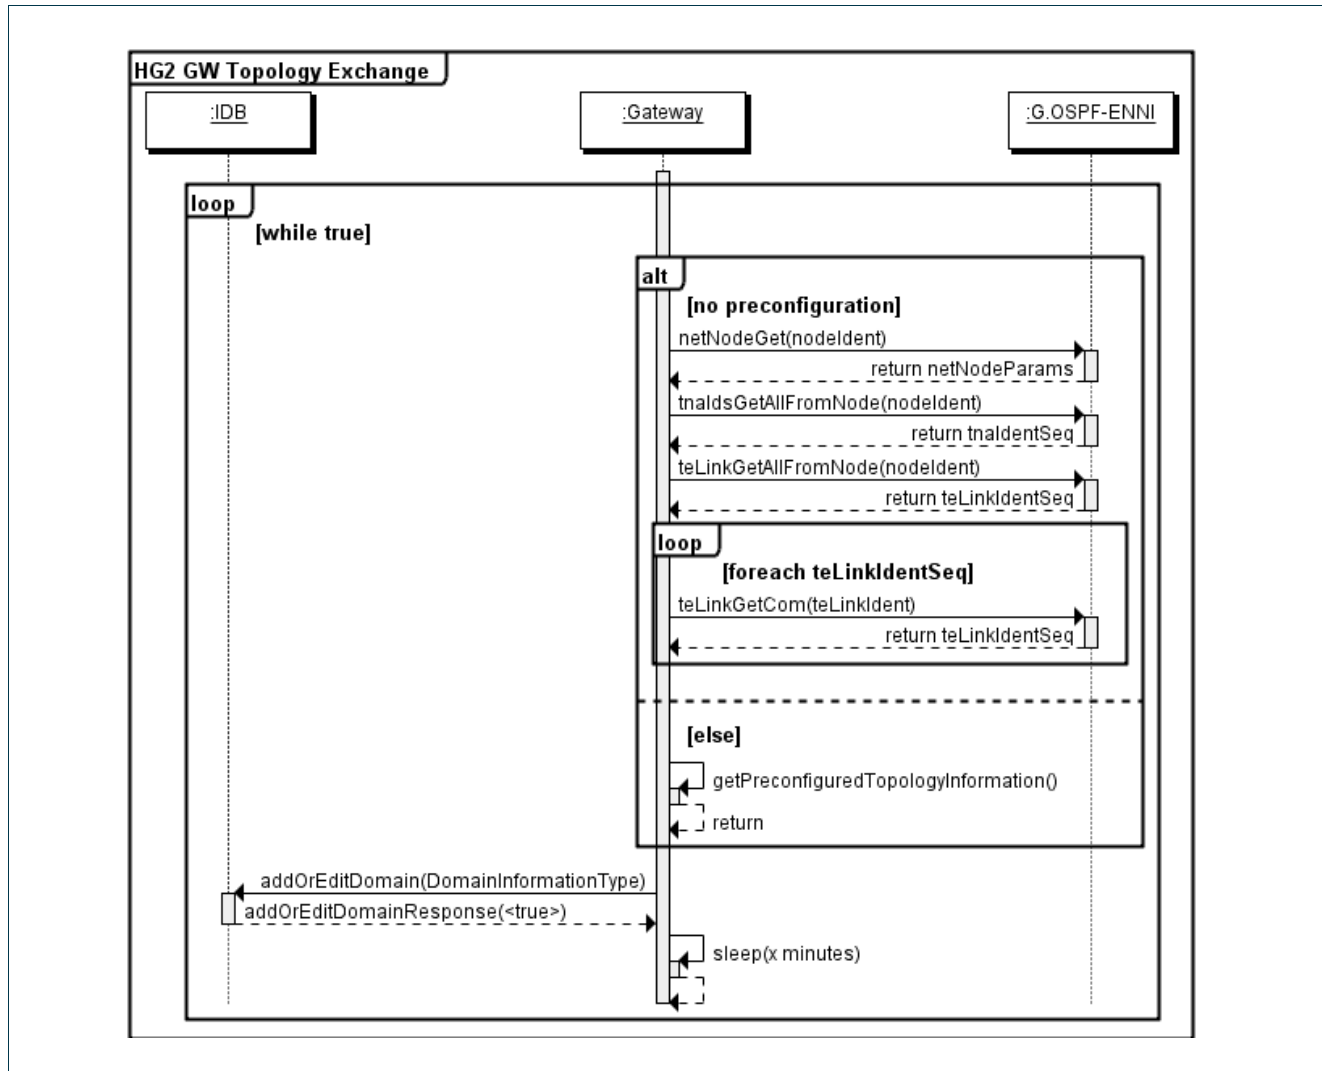 HG2 GW Topology Exchange
:IDB
:Gateway
:G.OSPF-ENNI
loop
[while true]
alt
[no preconfiguration]
netNodeGet(nodeIdent)
return netNodeParams
tnaIdsGetAllFromNode(nodeIdent)
return tnaIdentSeq
teLinkGetAllFromNode(nodeIdent)
return teLinkIdentSeq
loop
[foreach teLinkIdentSeq]
teLinkGetCom(teLinkIdent)
return teLinkIdentSeq
[else]
getPreconfiguredTopologyInformation()
return
addOrEditDomain(DomainInformationType)
addOrEditDomainResponse(<true>)
sleep(x minutes)